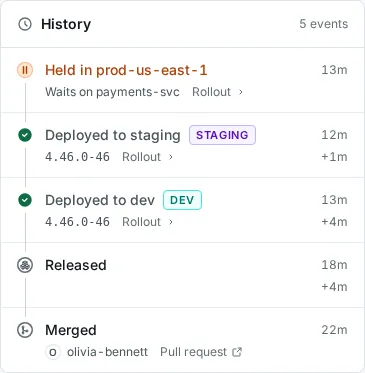 History 5 events
Held in prod-us-east-1 13m
Waits on payments-svc Rollout ›
Deployed to staging STAGING 12m
4.46.0-46 Rollout › +1m
Deployed to dev DEV 13m
4.46.0-46 Rollout › +4m
Released 18m
+4m
Merged 22m
O olivia-bennett Pull request